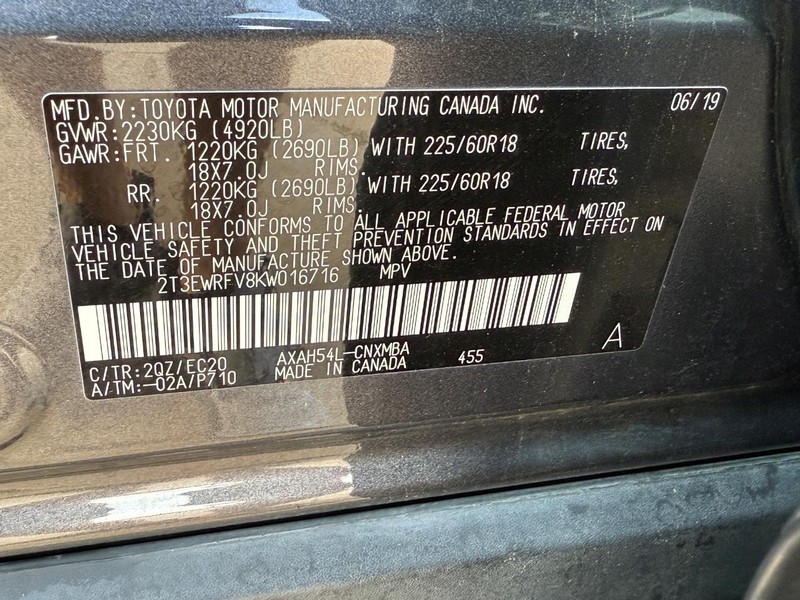 MFD.BY:TOYOTA MOTOR MANUFACTURING CANADA INC. 06/19
GVWR:2230KG (4920LB)
GAWR:FRT. 1220KG (2690LB) WITH 225/60R18 TIRES,
18X7.0J RIMS.
RR. 1220KG (2690LB) WITH 225/60R18 TIRES,
18X7.0J RIMS.
THIS VEHICLE CONFORMS TO ALL APPLICABLE FEDERAL MOTOR
VEHICLE SAFETY AND THEFT PREVENTION STANDARDS IN EFFECT ON
THE DATE OF MANUFACTURE SHOWN ABOVE.
2T3EWRFV8KW016716 MPV
C/TR:2QZ/EC20 AXAH54L-CNXMBA 455 A
A/TM:-02A/P710 MADE IN CANADA